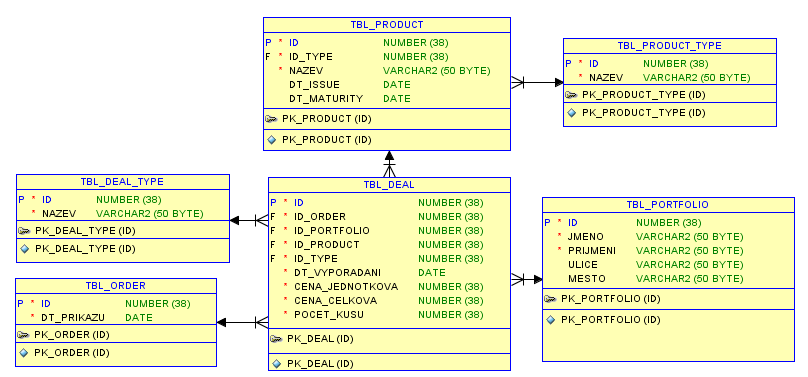 TBL_PRODUCT
P * ID NUMBER (38)
F * ID_TYPE NUMBER (38)
* NAZEV VARCHAR2 (50 BYTE)
DT_ISSUE DATE
DT_MATURITY DATE
PK_PRODUCT (ID)
PK_PRODUCT (ID)
TBL_PRODUCT_TYPE
P * ID NUMBER (38)
* NAZEV VARCHAR2 (50 BYTE)
PK_PRODUCT_TYPE (ID)
PK_PRODUCT_TYPE (ID)
TBL_DEAL_TYPE
P * ID NUMBER (38)
* NAZEV VARCHAR2 (50 BYTE)
PK_DEAL_TYPE (ID)
PK_DEAL_TYPE (ID)
TBL_DEAL
P * ID NUMBER (38)
F * ID_ORDER NUMBER (38)
F * ID_PORTFOLIO NUMBER (38)
F * ID_PRODUCT NUMBER (38)
F * ID_TYPE NUMBER (38)
* DT_VYPORADANI DATE
* CENA_JEDNOTKOVA NUMBER (38)
* CENA_CELKOVA NUMBER (38)
* POCET_KUSU NUMBER (38)
PK_DEAL (ID)
PK_DEAL (ID)
TBL_PORTFOLIO
P * ID NUMBER (38)
* JMENO VARCHAR2 (50 BYTE)
* PRIJMENI VARCHAR2 (50 BYTE)
ULICE VARCHAR2 (50 BYTE)
MESTO VARCHAR2 (50 BYTE)
PK_PORTFOLIO (ID)
PK_PORTFOLIO (ID)
TBL_ORDER
P * ID NUMBER (38)
* DT_PRIKAZU DATE
PK_ORDER (ID)
PK_ORDER (ID)